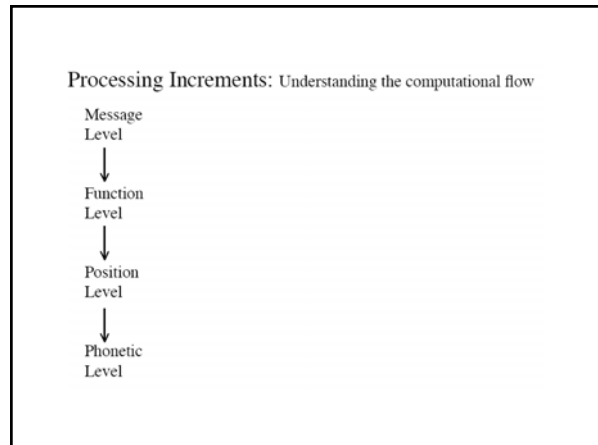 Processing Increments: Understanding the computational flow
Message
Level
Function
Level
Position
Level
Phonetic
Level